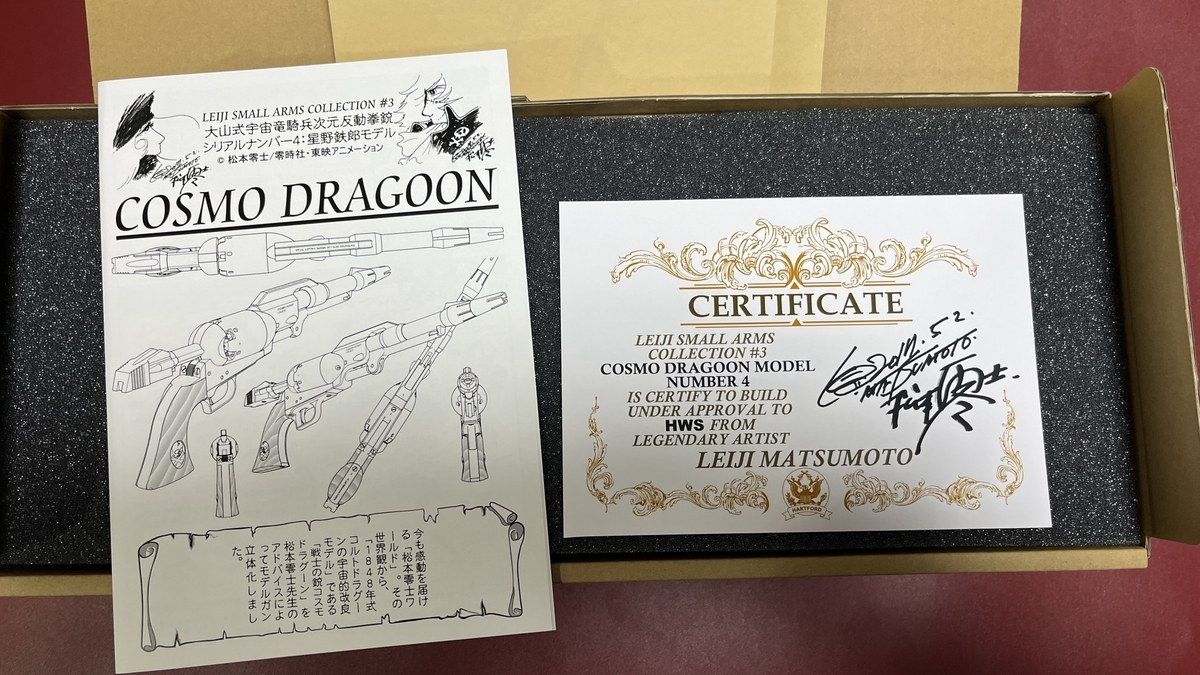 LEIJI SMALL ARMS COLLECTION #3
大山式宇宙竜騎兵次元反動拳銃
シリアルナンバー4:星野鉄郎モデル
© 松本零士/零時社・東映アニメーション
COSMO DRAGOON
今も感動を届け
る「松本零士ワ
ールド」。その
世界観から、
「1848年式
コルトドラグー
ンの宇宙的改良
モデル」である
「戦士の銃コスモ
ドラグーン」を
松本零士先生の
アドバイスによ
ってモデルガン
立体化しまし
た。
CERTIFICATE
LEIJI SMALL ARMS
COLLECTION #3
COSMO DRAGOON MODEL
NUMBER 4
IS CERTIFY TO BUILD
UNDER APPROVAL TO
HWS FROM
LEGENDARY ARTIST
LEIJI MATSUMOTO
2017. 5 2.
MATSUMOTO.
HARTFORD